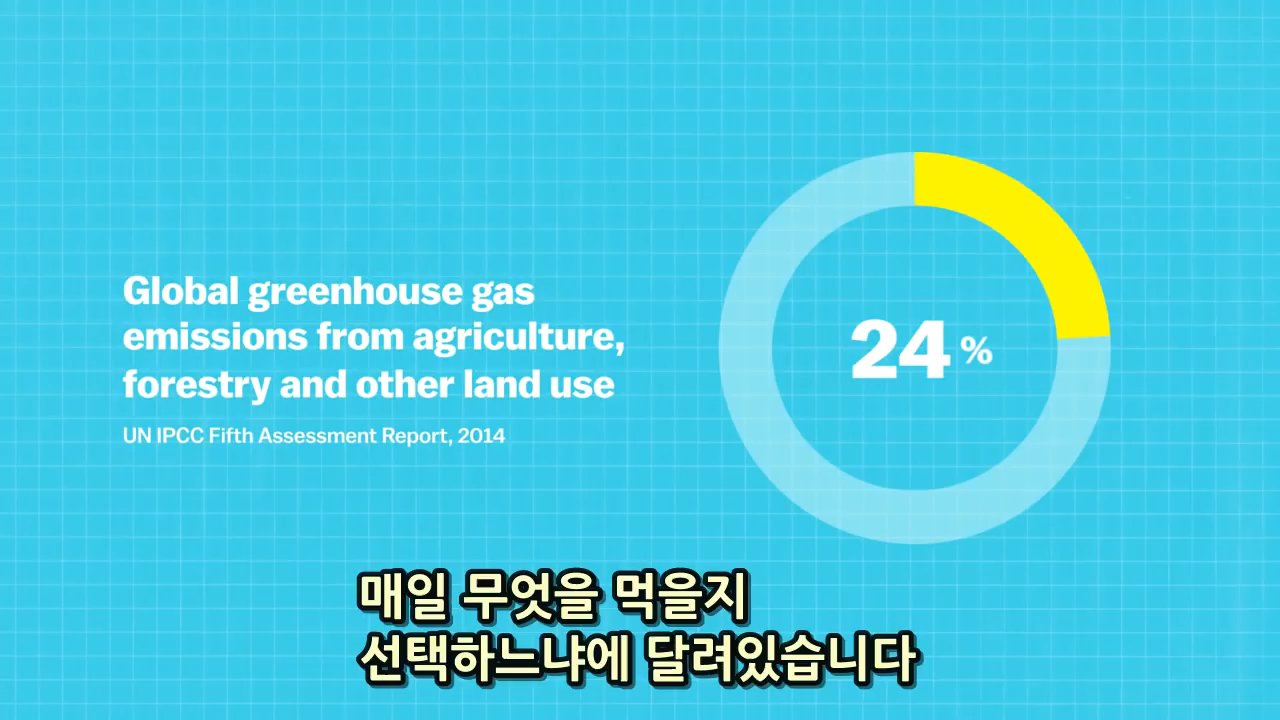 Global greenhouse gas
emissions from agriculture,
forestry and other land use
UN IPCC Fifth Assessment Report, 2014
24 %
매일 무엇을 먹을지
선택하느냐에 달려있습니다